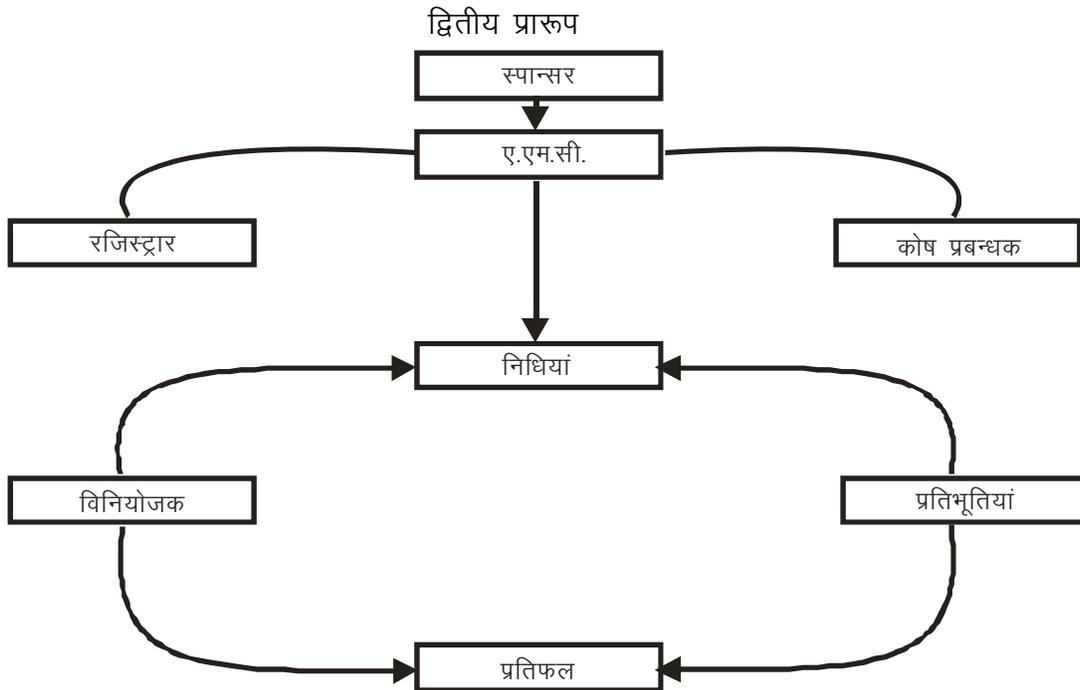 द्वितीय प्रारूप
स्पान्सर
ए.एम.सी.
रजिस्ट्रार
कोष प्रबन्धक
निधियां
विनियोजक
प्रतिभूतियां
प्रतिफल